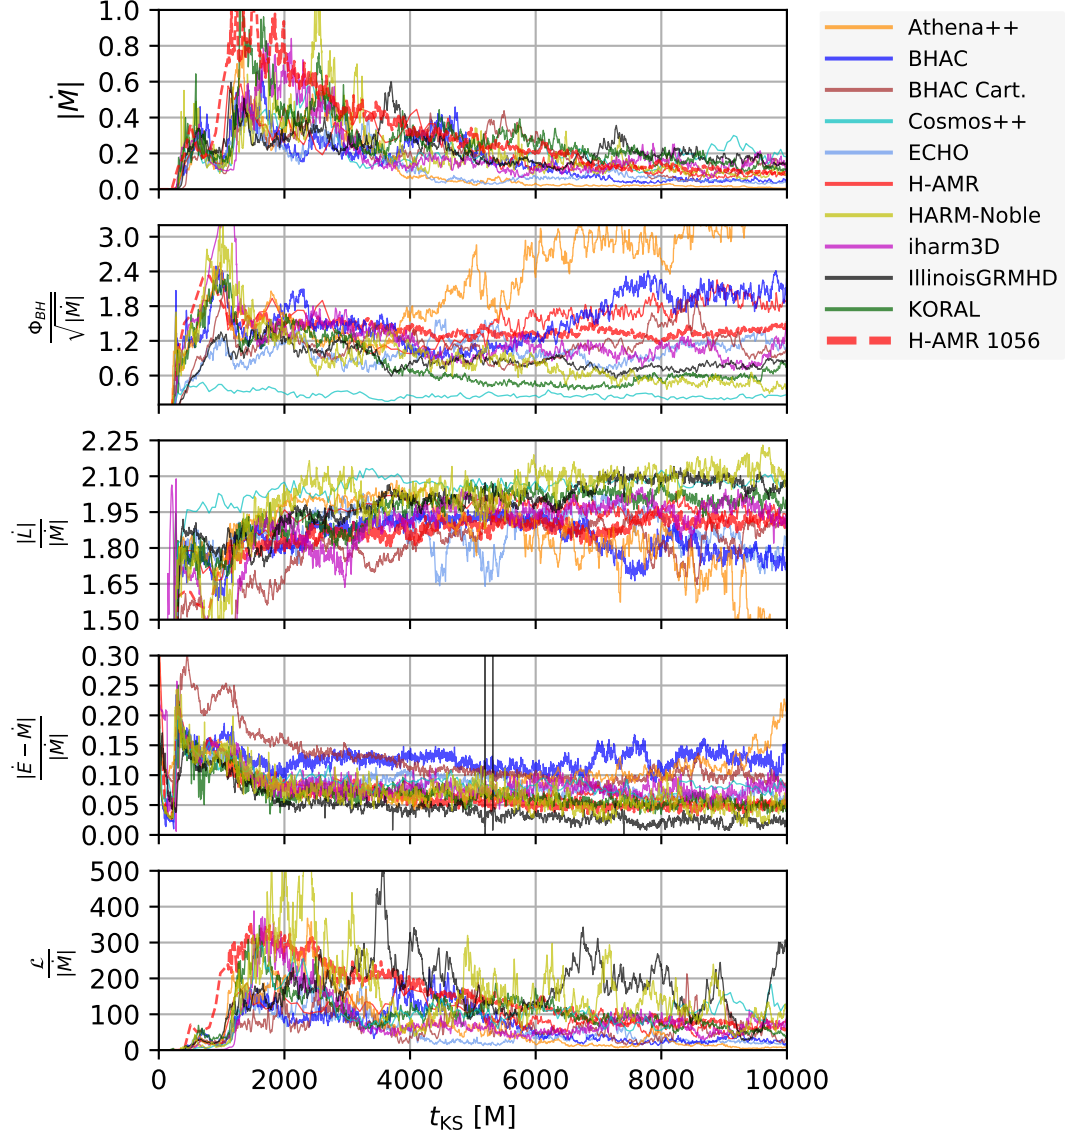 1.0
0.8
0.6
0.4
0.2
0.0
|Ṁ|
3.0
2.4
1.8
1.2
0.6
Φ_BH / √|Ṁ|
2.25
2.10
1.95
1.80
1.65
1.50
|L̇| / |Ṁ|
0.30
0.25
0.20
0.15
0.10
0.05
0.00
|Ė − Ṁ| / |Ṁ|
500
400
300
200
100
0
ℒ / |Ṁ|
0 2000 4000 6000 8000 10000
t_KS [M]
Athena++
BHAC
BHAC Cart.
Cosmos++
ECHO
H-AMR
HARM-Noble
iharm3D
IllinoisGRMHD
KORAL
H-AMR 1056